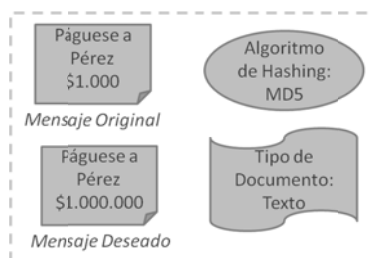 Páguese a
Pérez
$1.000
Mensaje Original
Algoritmo
de Hashing:
MD5
Páguese a
Pérez
$1.000.000
Mensaje Deseado
Tipo de
Documento:
Texto